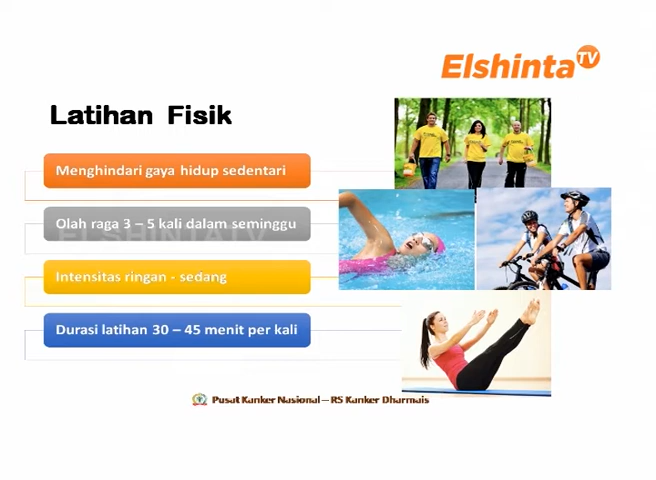 Elshinta TV
Latihan Fisik
Menghindari gaya hidup sedentari
Olah raga 3 – 5 kali dalam seminggu
ELSHINTATV
Intensitas ringan - sedang
Durasi latihan 30 – 45 menit per kali
Pusat Kanker Nasional – RS Kanker Dharmais